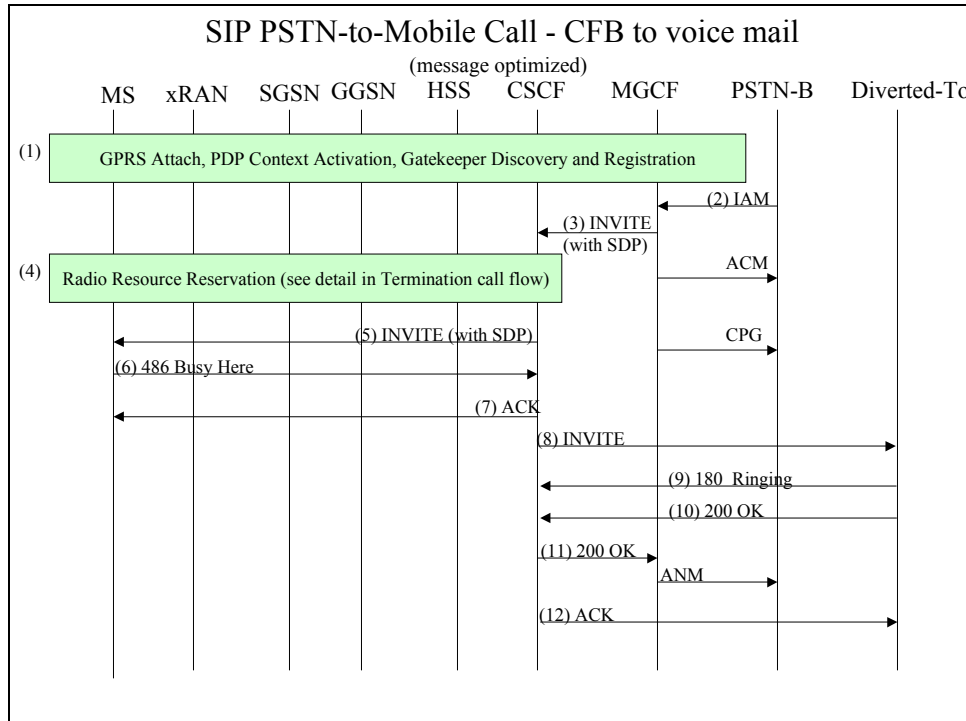 SIP PSTN-to-Mobile Call - CFB to voice mail
(message optimized)
MS xRAN SGSN GGSN HSS CSCF MGCF PSTN-B Diverted-To
(1) GPRS Attach, PDP Context Activation, Gatekeeper Discovery and Registration
(2) IAM
(3) INVITE
(with SDP)
(4) Radio Resource Reservation (see detail in Termination call flow)
ACM
(5) INVITE (with SDP)
CPG
(6) 486 Busy Here
(7) ACK
(8) INVITE
(9) 180 Ringing
(10) 200 OK
(11) 200 OK
ANM
(12) ACK